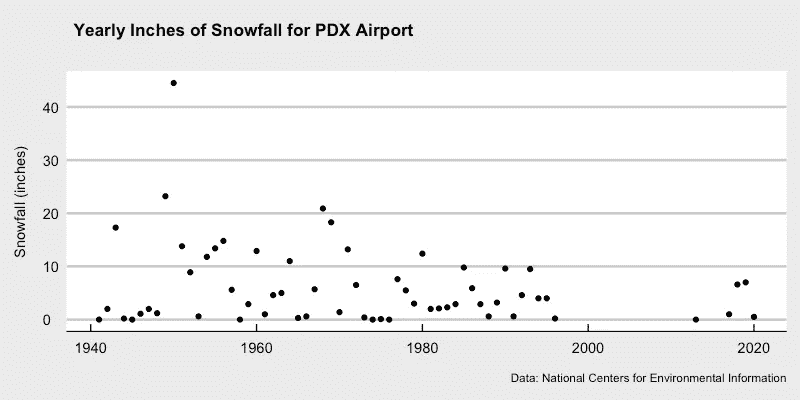 Yearly Inches of Snowfall for PDX Airport
Snowfall (inches)
40
30
20
10
0
1940 1960 1980 2000 2020
Data: National Centers for Environmental Information